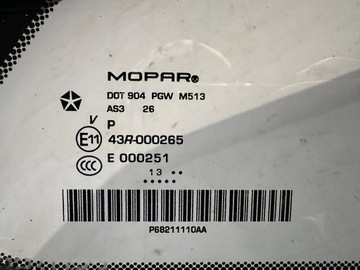 MOPAR®
DOT 904 PGW M513
AS3 26
V P
E11 43R-000265
CCC E 000251
13 ••
•••••
P68211110AA